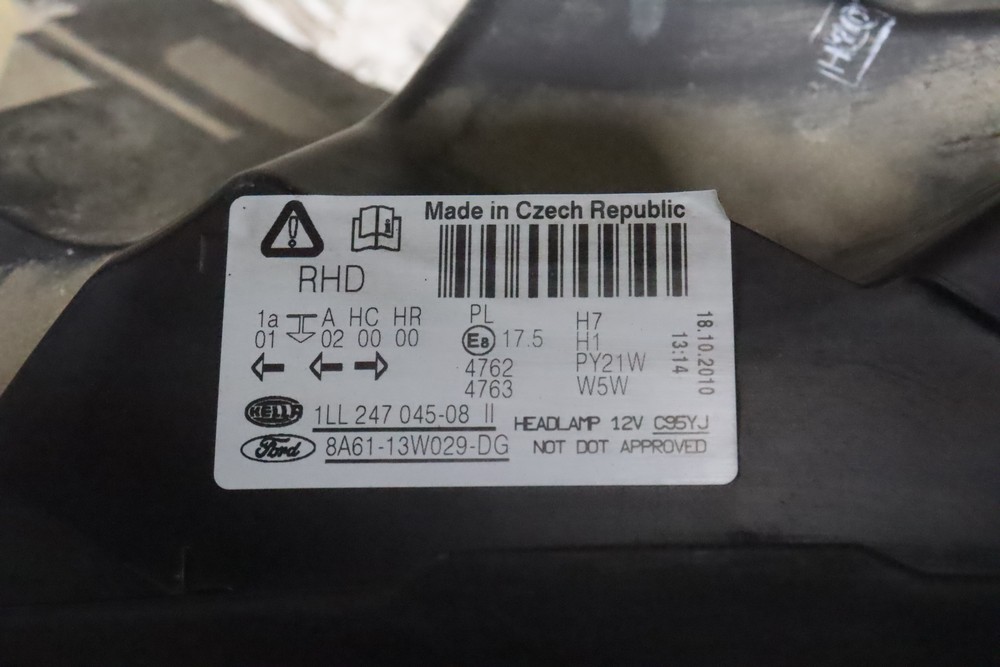 Made in Czech Republic
RHD
1a A HC HR
01 02 00 00
PL
E8 17.5
4762
4763
H7
H1
PY21W
W5W
18.10.2010
13:14
HELLA 1LL 247 045-08 II
HEADLAMP 12V C95YJ
Ford 8A61-13W029-DG
NOT DOT APPROVED